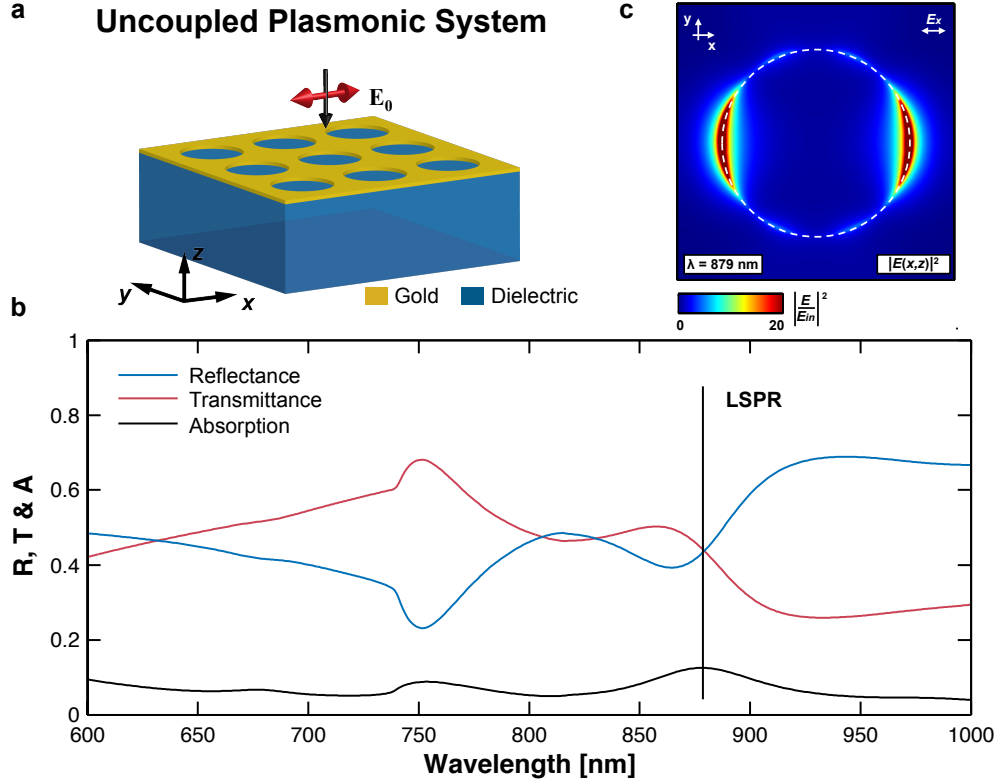 a
Uncoupled Plasmonic System
E₀
z
y
x
Gold
Dielectric
c
y
x
Eₓ
λ = 879 nm
|E(x,z)|²
0
20
|E/Eᵢₙ|²
b
Reflectance
Transmittance
Absorption
LSPR
R, T & A
1
0.8
0.6
0.4
0.2
0
600
650
700
750
800
850
900
950
1000
Wavelength [nm]